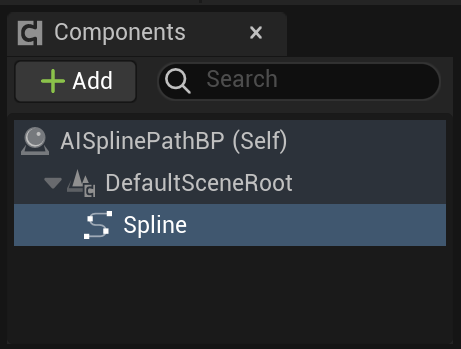 Components
Add
Search
AISplinePathBP (Self)
DefaultSceneRoot
Spline